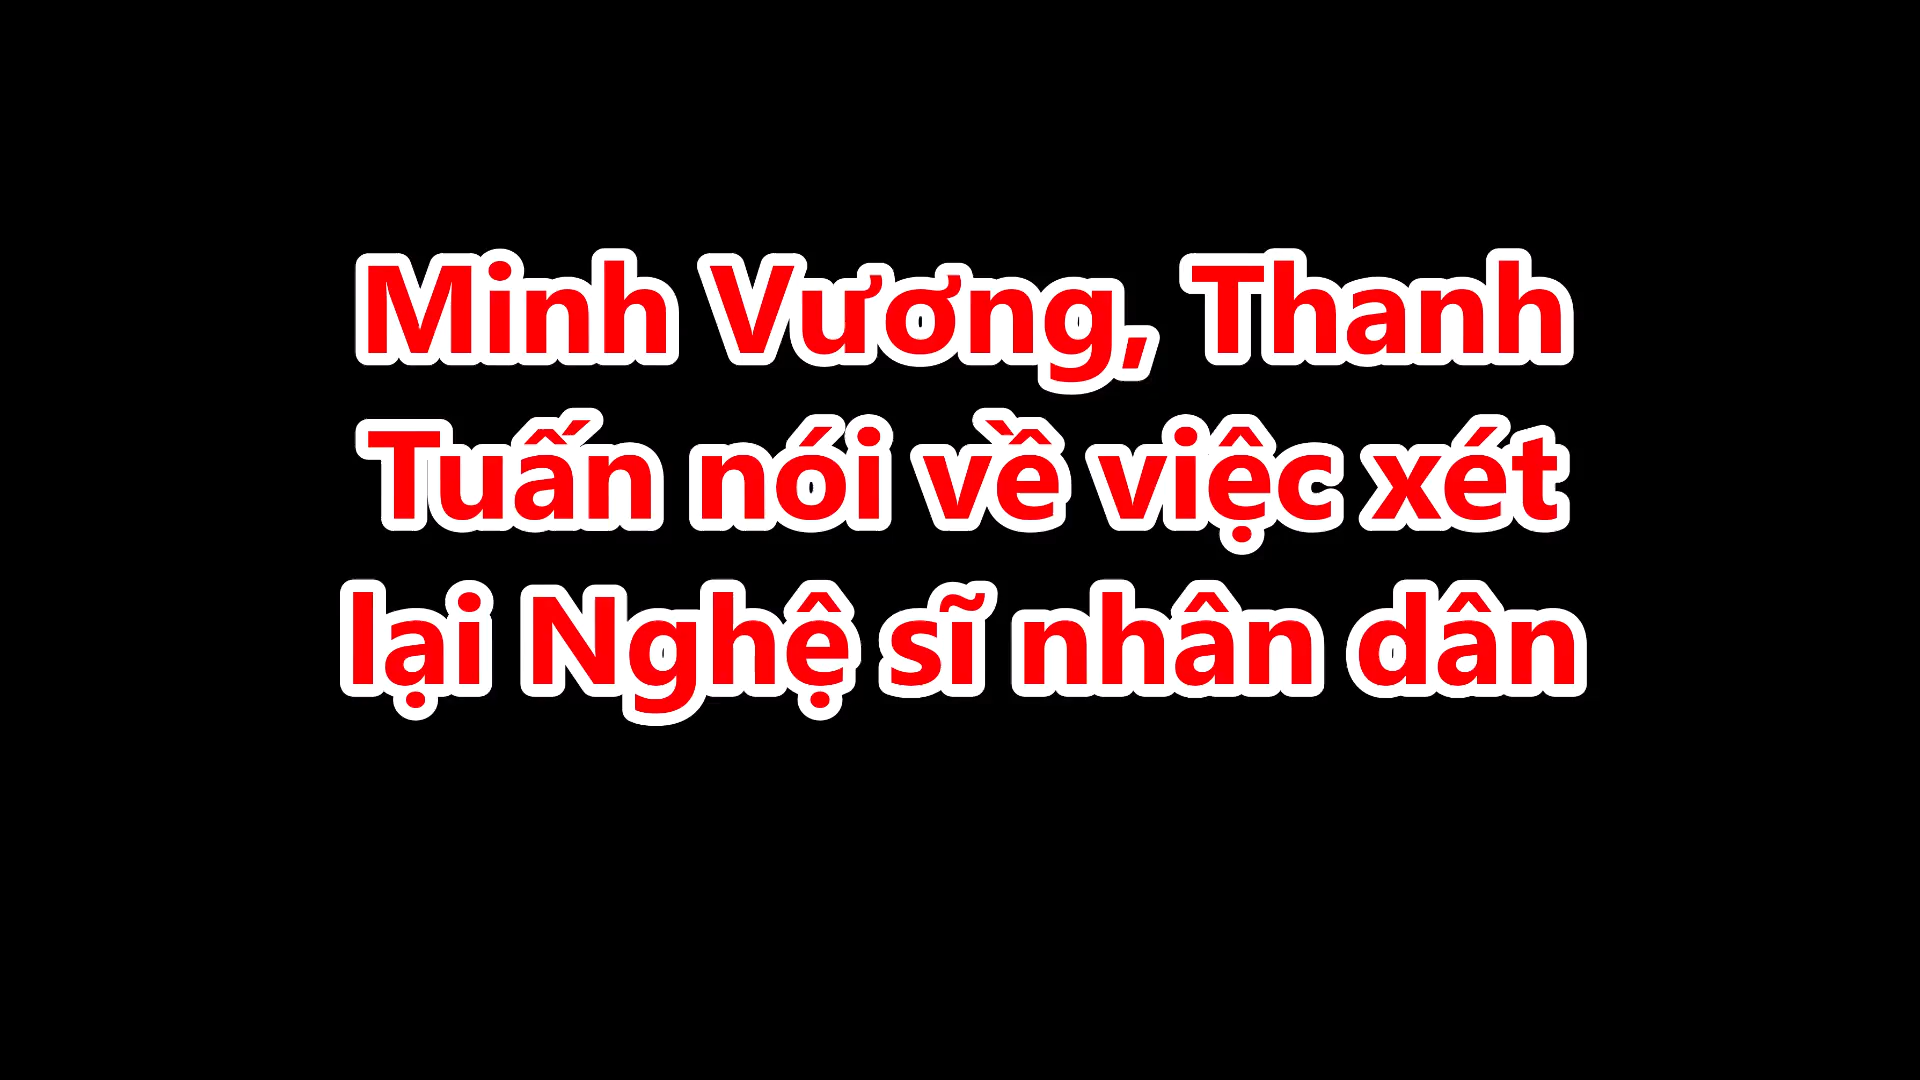 Minh Vương, Thanh
Tuấn nói về việc xét
lại Nghệ sĩ nhân dân